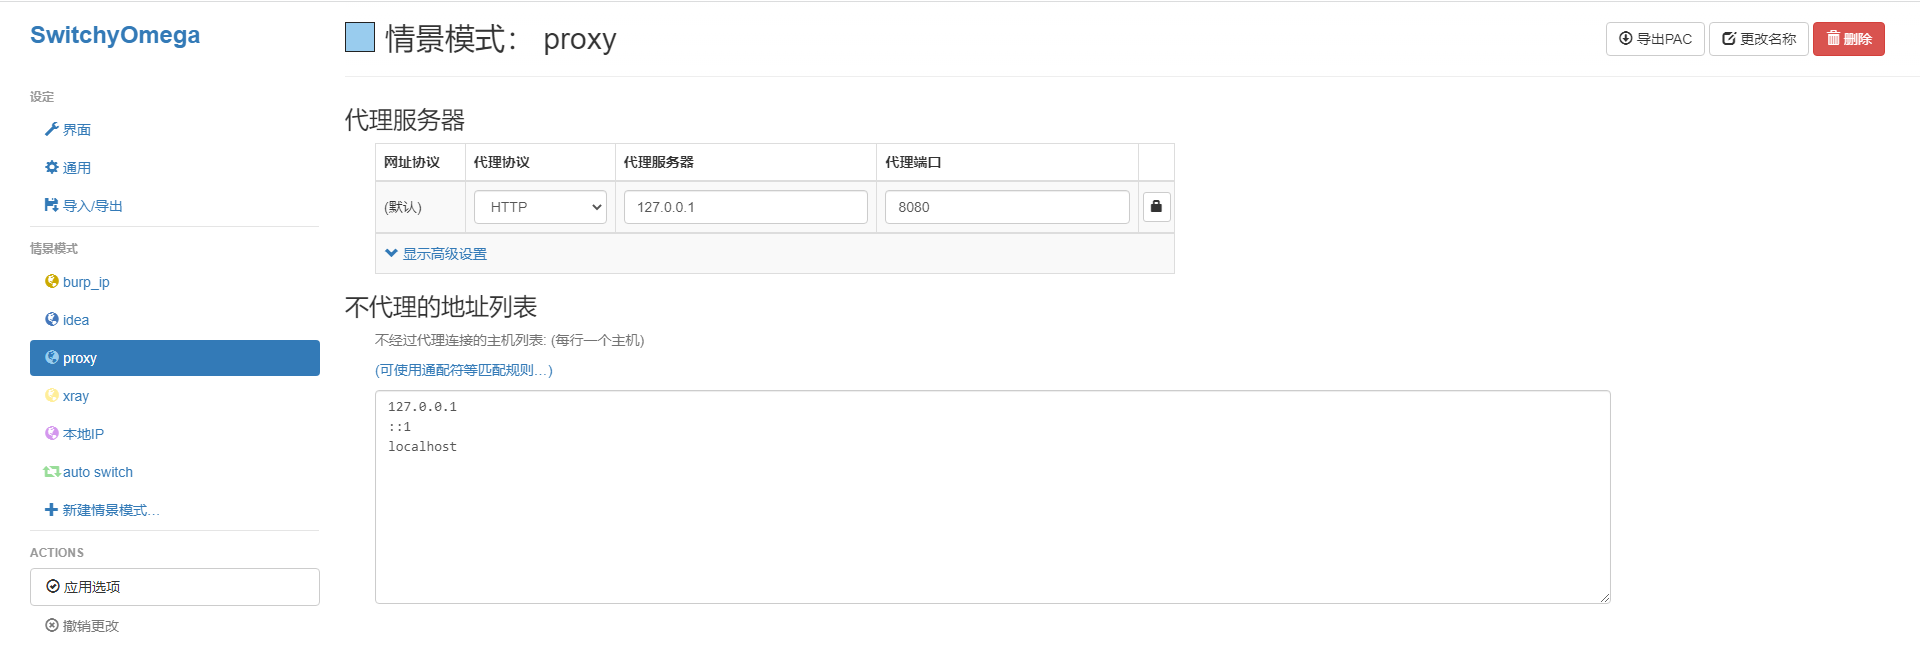 SwitchyOmega
设定
界面
通用
导入/导出
情景模式
burp_ip
idea
proxy
xray
本地IP
auto switch
新建情景模式…
ACTIONS
应用选项
撤销更改
情景模式： proxy
导出PAC 更改名称 删除
代理服务器
网址协议 代理协议 代理服务器 代理端口
(默认) HTTP 127.0.0.1 8080
显示高级设置
不代理的地址列表
不经过代理连接的主机列表: (每行一个主机)
(可使用通配符等匹配规则…)
127.0.0.1
::1
localhost